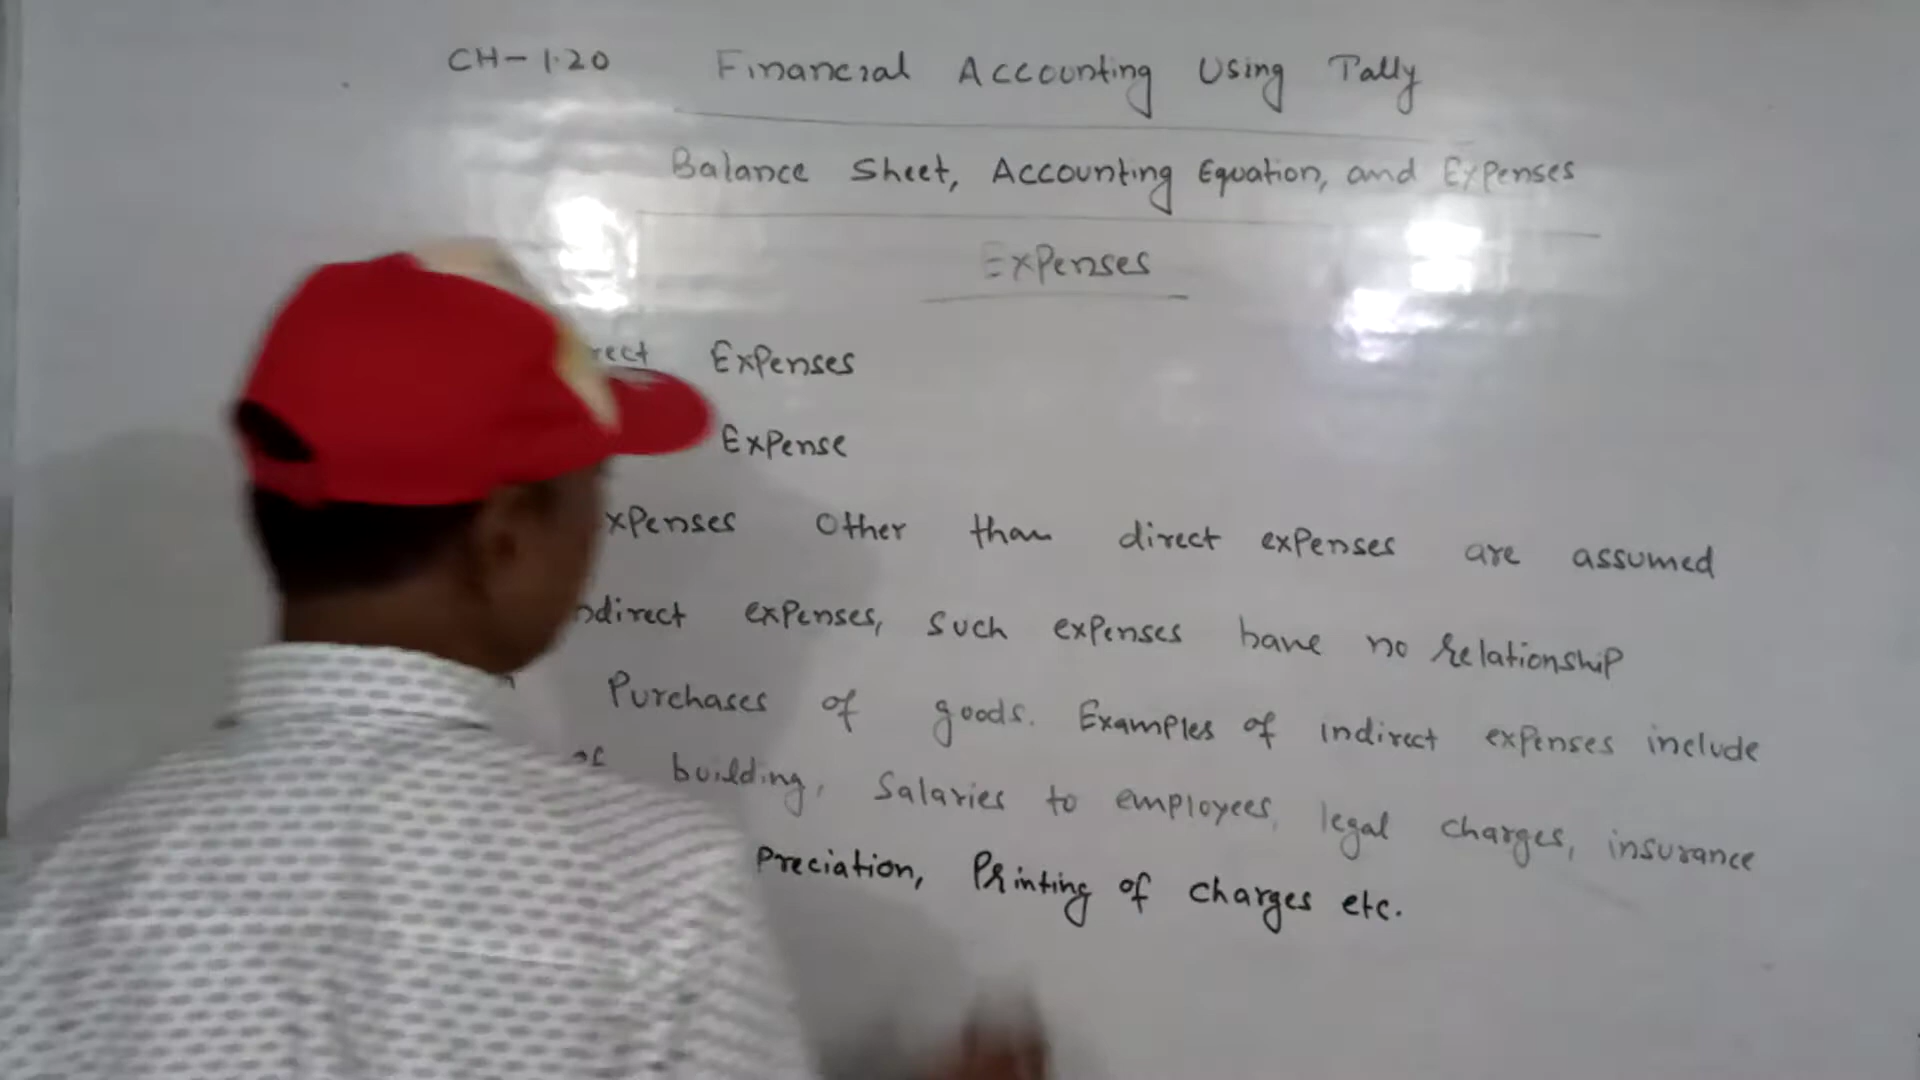 CH-1.20 Financial Accounting Using Tally
Balance Sheet, Accounting Equation, and Expenses
Expenses
rect Expenses
Expense
xpenses Other than direct expenses are assumed
ndirect expenses, such expenses have no relationship
Purchases of goods. Examples of indirect expenses include
of building, Salaries to employees, legal charges, insurance
Preciation, Printing of charges etc.